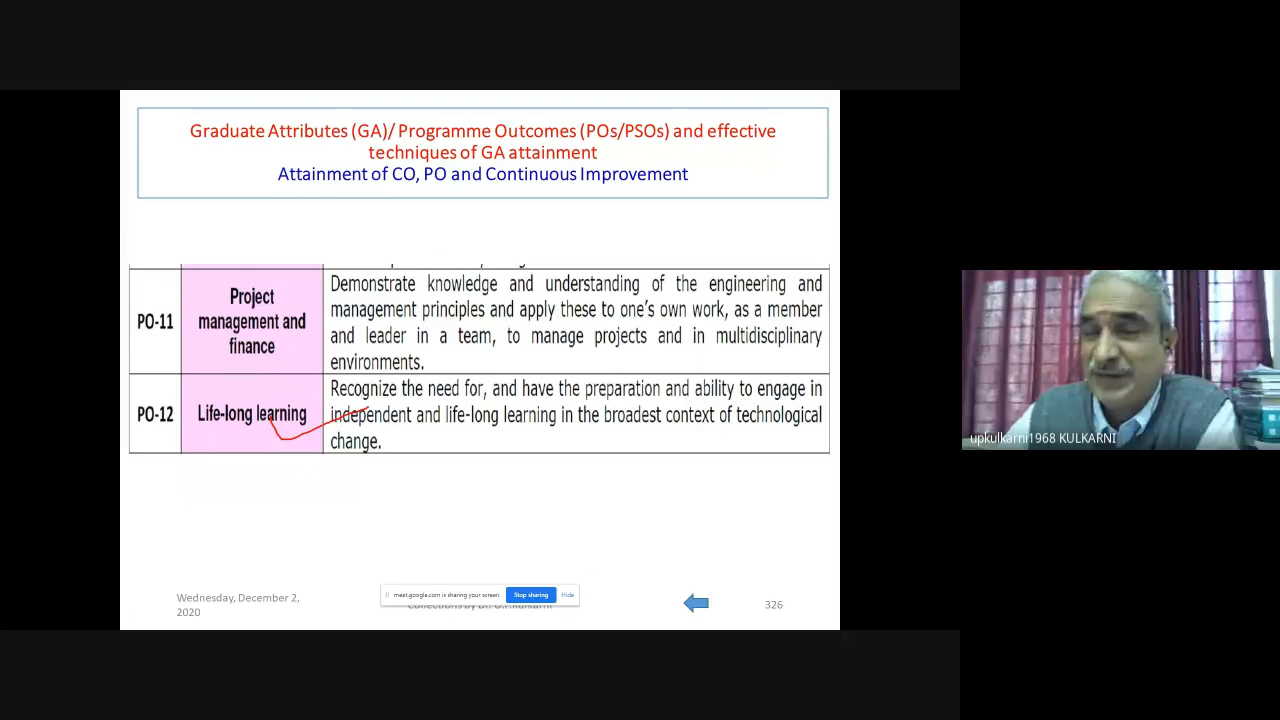 Graduate Attributes (GA)/ Programme Outcomes (POs/PSOs) and effective
techniques of GA attainment
Attainment of CO, PO and Continuous Improvement
PO-11
Project
management and
finance
Demonstrate knowledge and understanding of the engineering and
management principles and apply these to one's own work, as a member
and leader in a team, to manage projects and in multidisciplinary
environments.
PO-12
Life-long learning
Recognize the need for, and have the preparation and ability to engage in
independent and life-long learning in the broadest context of technological
change.
upkulkarni1968 KULKARNI
Wednesday, December 2,
2020
meet.google.com is sharing your screen.
Stop sharing
Hide
Collections by Dr. U.P.Kulkarni
326